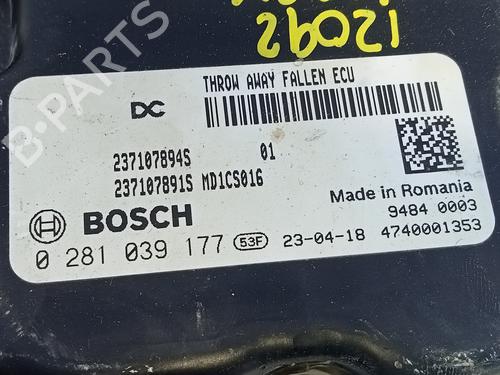 12092
THROW AWAY FALLEN ECU
DC
237107894S 01
237107891S MD1CS016
BOSCH
Made in Romania
9484 0003
0 281 039 177 53F 23-04-18 4740001353
B-PARTS